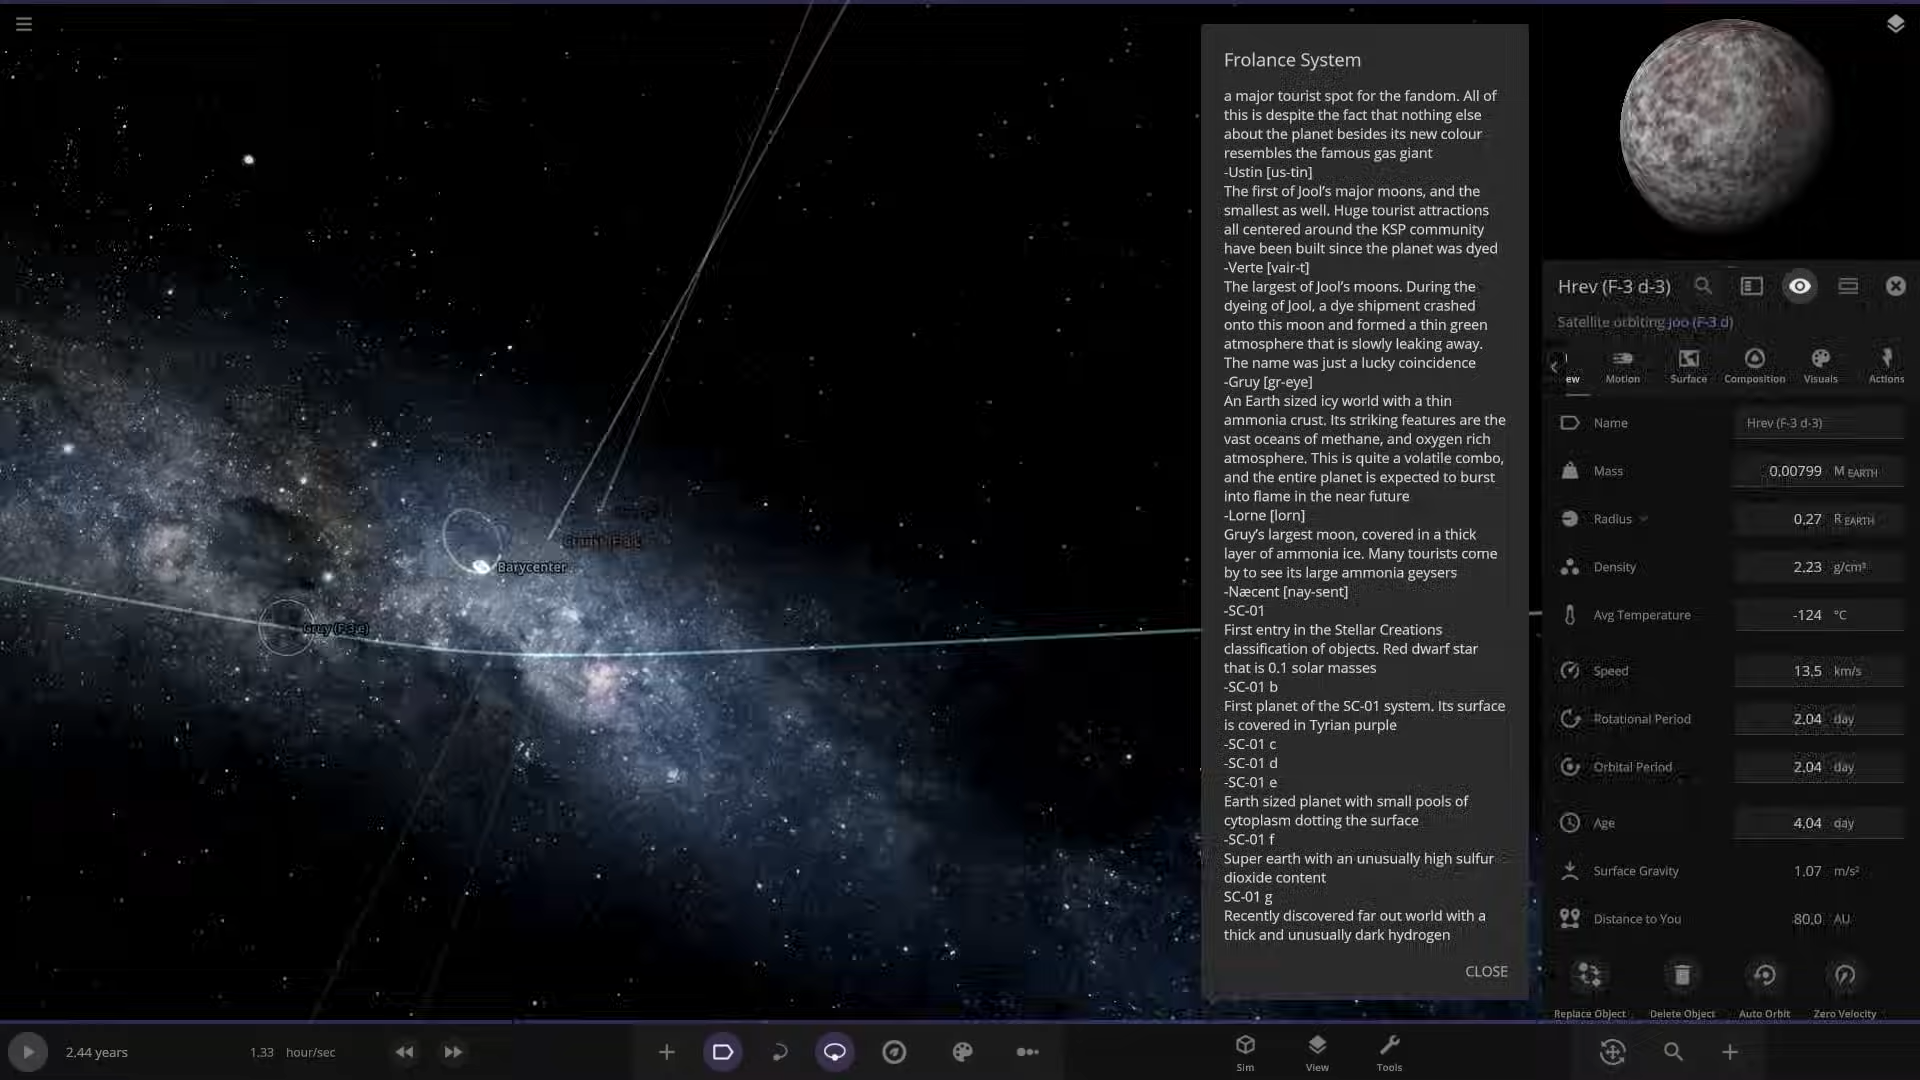 Frolance System
a major tourist spot for the fandom. All of
this is despite the fact that nothing else
about the planet besides its new colour
resembles the famous gas giant
-Ustin [us-tin]
The first of Jool's major moons, and the
smallest as well. Huge tourist attractions
all centered around the KSP community
have been built since the planet was dyed
-Verte [vair-t]
The largest of Jool's moons. During the
dyeing of Jool, a dye shipment crashed
onto this moon and formed a thin green
atmosphere that is slowly leaking away.
The name was just a lucky coincidence
-Gruy [gr-eye]
An Earth sized icy world with a thin
ammonia crust. Its striking features are the
vast oceans of methane, and oxygen rich
atmosphere. This is quite a volatile combo,
and the entire planet is expected to burst
into flame in the near future
-Lorne [lorn]
Gruy's largest moon, covered in a thick
layer of ammonia ice. Many tourists come
by to see its large ammonia geysers
-Næcent [nay-sent]
-SC-01
First entry in the Stellar Creations
classification of objects. Red dwarf star
that is 0.1 solar masses
-SC-01 b
First planet of the SC-01 system. Its surface
is covered in Tyrian purple
-SC-01 c
-SC-01 d
-SC-01 e
Earth sized planet with small pools of
cytoplasm dotting the surface
-SC-01 f
Super earth with an unusually high sulfur
dioxide content
SC-01 g
Recently discovered far out world with a
thick and unusually dark hydrogen
CLOSE
Barycenter
Gruy (F-3 e)
Hrev (F-3 d-3)
Satellite orbiting Joo (F-3 d)
ew Motion Surface Composition Visuals Actions
Name Hrev (F-3 d-3)
Mass 0.00799 M EARTH
Radius 0.27 R EARTH
Density 2.23 g/cm³
Avg Temperature -124 °C
Speed 13.5 km/s
Rotational Period 2.04 day
Orbital Period 2.04 day
Age 4.04 day
Surface Gravity 1.07 m/s²
Distance to You 80.0 AU
Replace Object Delete Object Auto Orbit Zero Velocity
2.44 years 1.33 hour/sec
Sim View Tools